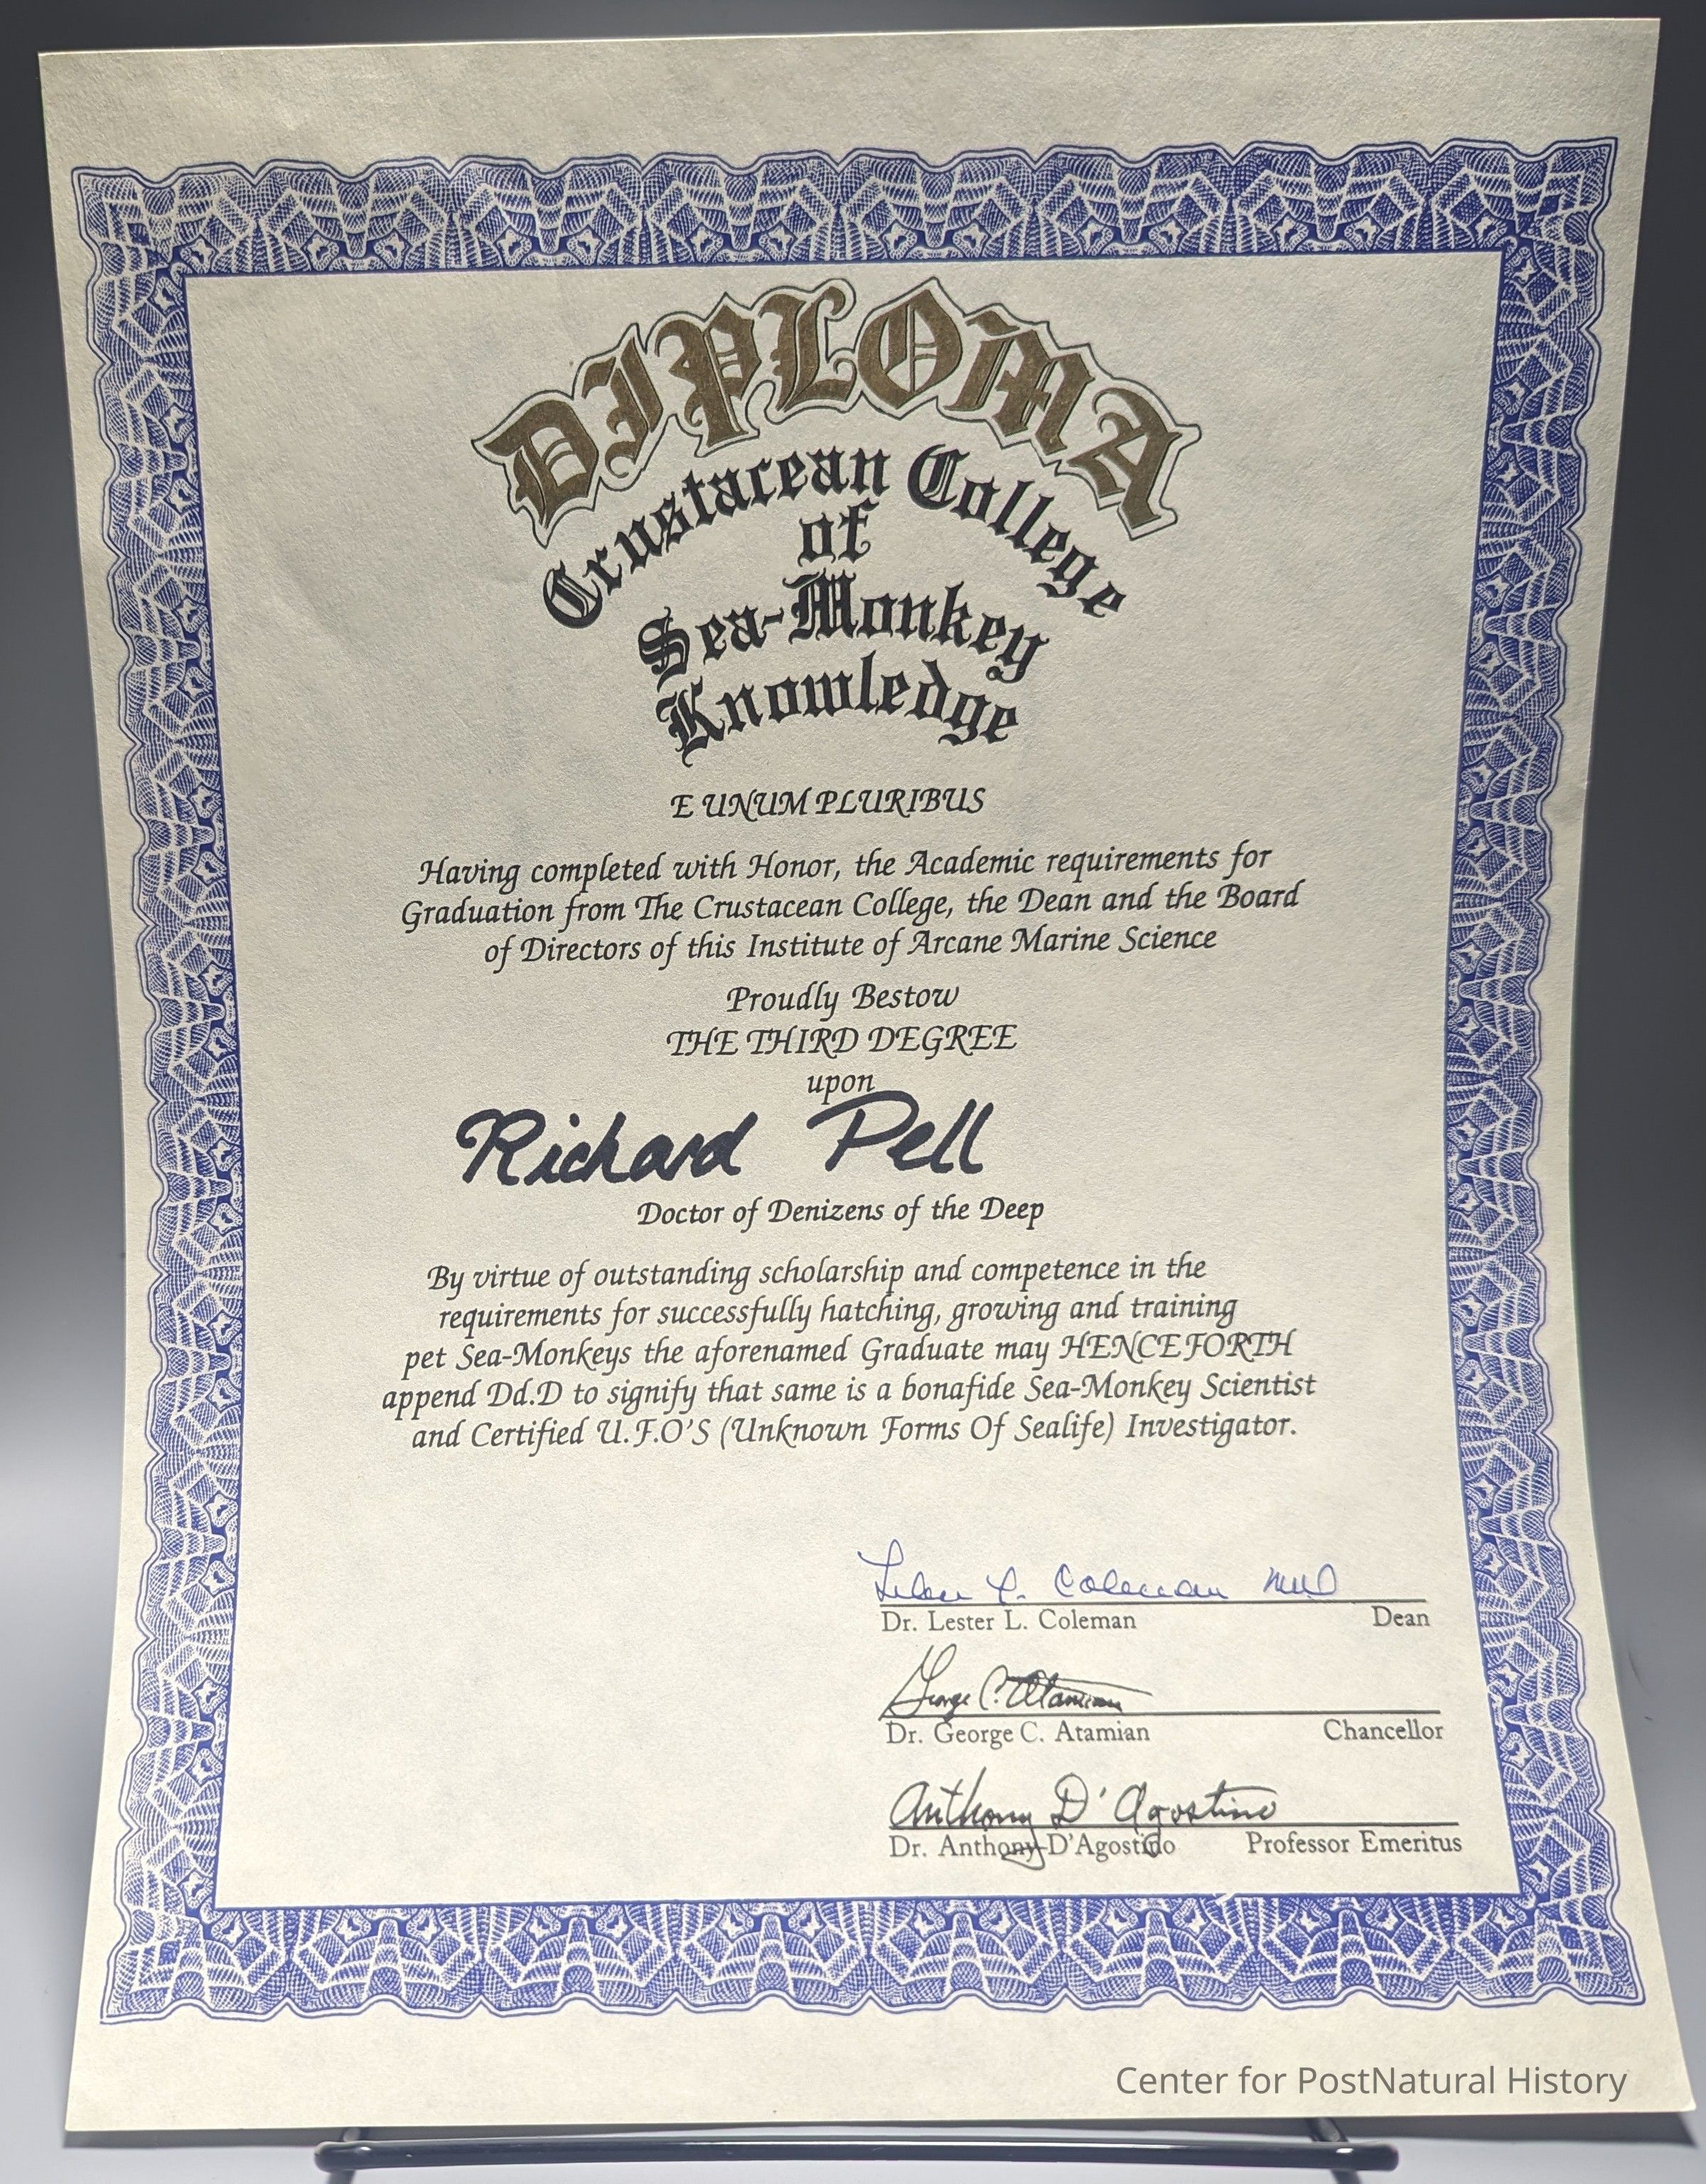 DIPLOMA
Crustacean College
of
Sea-Monkey
Knowledge
E UNUM PLURIBUS
Having completed with Honor, the Academic requirements for
Graduation from The Crustacean College, the Dean and the Board
of Directors of this Institute of Arcane Marine Science
Proudly Bestow
THE THIRD DEGREE
upon
Richard Pell
Doctor of Denizens of the Deep
By virtue of outstanding scholarship and competence in the
requirements for successfully hatching, growing and training
pet Sea-Monkeys the aforenamed Graduate may HENCEFORTH
append Dd.D to signify that same is a bonafide Sea-Monkey Scientist
and Certified U.F.O'S (Unknown Forms Of Sealife) Investigator.
Lester L. Coleman MD
Dr. Lester L. Coleman Dean
George C. Atamian
Dr. George C. Atamian Chancellor
Anthony D'Agostino
Dr. Anthony D'Agostino Professor Emeritus
Center for PostNatural History